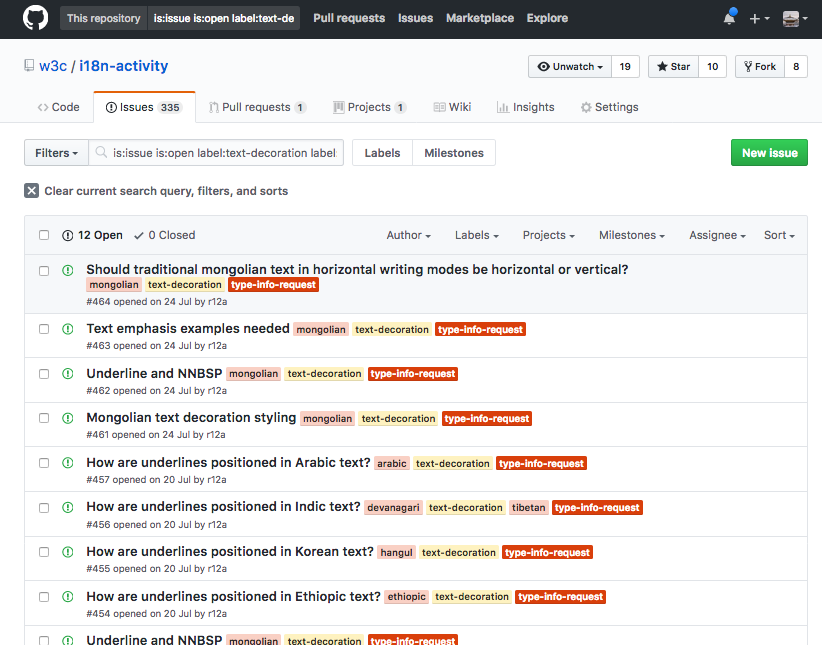 This repository is:issue is:open label:text-de Pull requests Issues Marketplace Explore
w3c / i18n-activity Unwatch 19 Star 10 Fork 8
Code Issues 335 Pull requests 1 Projects 1 Wiki Insights Settings
Filters is:issue is:open label:text-decoration label: Labels Milestones New issue
Clear current search query, filters, and sorts
12 Open 0 Closed Author Labels Projects Milestones Assignee Sort
Should traditional mongolian text in horizontal writing modes be horizontal or vertical?
mongolian text-decoration type-info-request
#464 opened on 24 Jul by r12a
Text emphasis examples needed mongolian text-decoration type-info-request
#463 opened on 24 Jul by r12a
Underline and NNBSP mongolian text-decoration type-info-request
#462 opened on 24 Jul by r12a
Mongolian text decoration styling mongolian text-decoration type-info-request
#461 opened on 24 Jul by r12a
How are underlines positioned in Arabic text? arabic text-decoration type-info-request
#457 opened on 20 Jul by r12a
How are underlines positioned in Indic text? devanagari text-decoration tibetan type-info-request
#456 opened on 20 Jul by r12a
How are underlines positioned in Korean text? hangul text-decoration type-info-request
#455 opened on 20 Jul by r12a
How are underlines positioned in Ethiopic text? ethiopic text-decoration type-info-request
#454 opened on 20 Jul by r12a
Underline and NNBSP mongolian text-decoration type-info-request